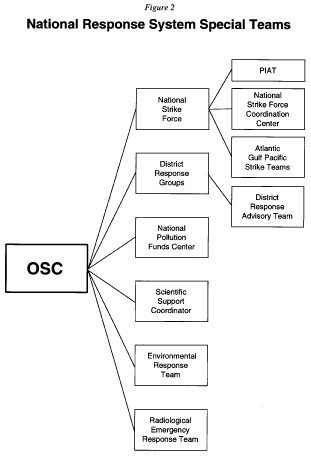 Figure 2
National Response System Special Teams
PIAT
National
Strike
Force
National
Strike Force
Coordination
Center
Atlantic
Gulf Pacific
Strike Teams
District
Response
Groups
District
Response
Advisory Team
National
Pollution
Funds Center
OSC
Scientific
Support
Coordinator
Environmental
Response
Team
Radiological
Emergency
Response Team